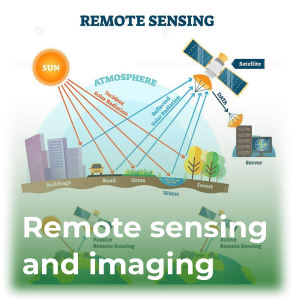 REMOTE SENSING
SUN
Satellite
ATMOSPHERE
Incident
Solar Radiation
Reflected
Solar Radiation
DATA
Server
Buildings
Road
Grass
Water
Forest
Remote sensing
and imaging
Passive
Remote Sensing
Active
Remote Sensing